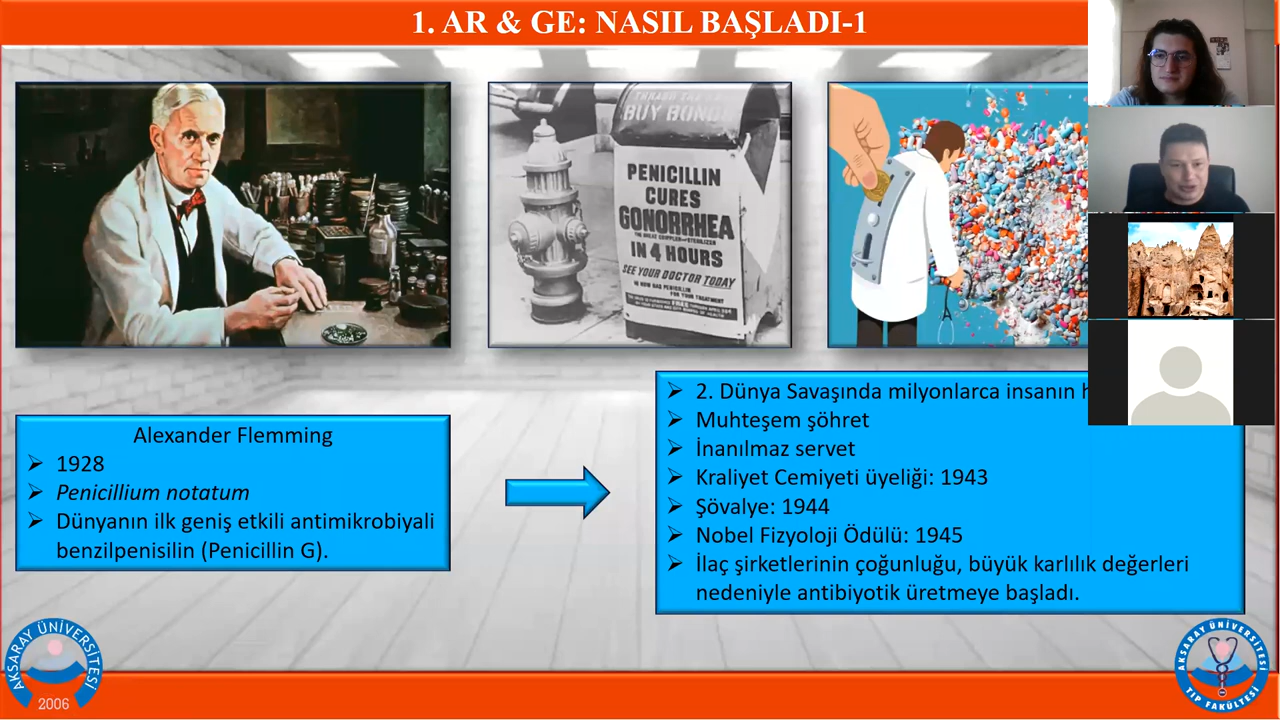 1. AR & GE: NASIL BAŞLADI-1
BUY BONDS
PENICILLIN
CURES
GONORRHEA
IN 4 HOURS
SEE YOUR DOCTOR TODAY
Alexander Flemming
➢ 1928
➢ Penicillium notatum
➢ Dünyanın ilk geniş etkili antimikrobiyali
benzilpenisilin (Penicillin G).
➢ 2. Dünya Savaşında milyonlarca insanın
➢ Muhteşem şöhret
➢ İnanılmaz servet
➢ Kraliyet Cemiyeti üyeliği: 1943
➢ Şövalye: 1944
➢ Nobel Fizyoloji Ödülü: 1945
➢ İlaç şirketlerinin çoğunluğu, büyük karlılık değerleri
nedeniyle antibiyotik üretmeye başladı.
AKSARAY ÜNİVERSİTESİ
2006
AKSARAY ÜNİVERSİTESİ
TIP FAKÜLTESİ